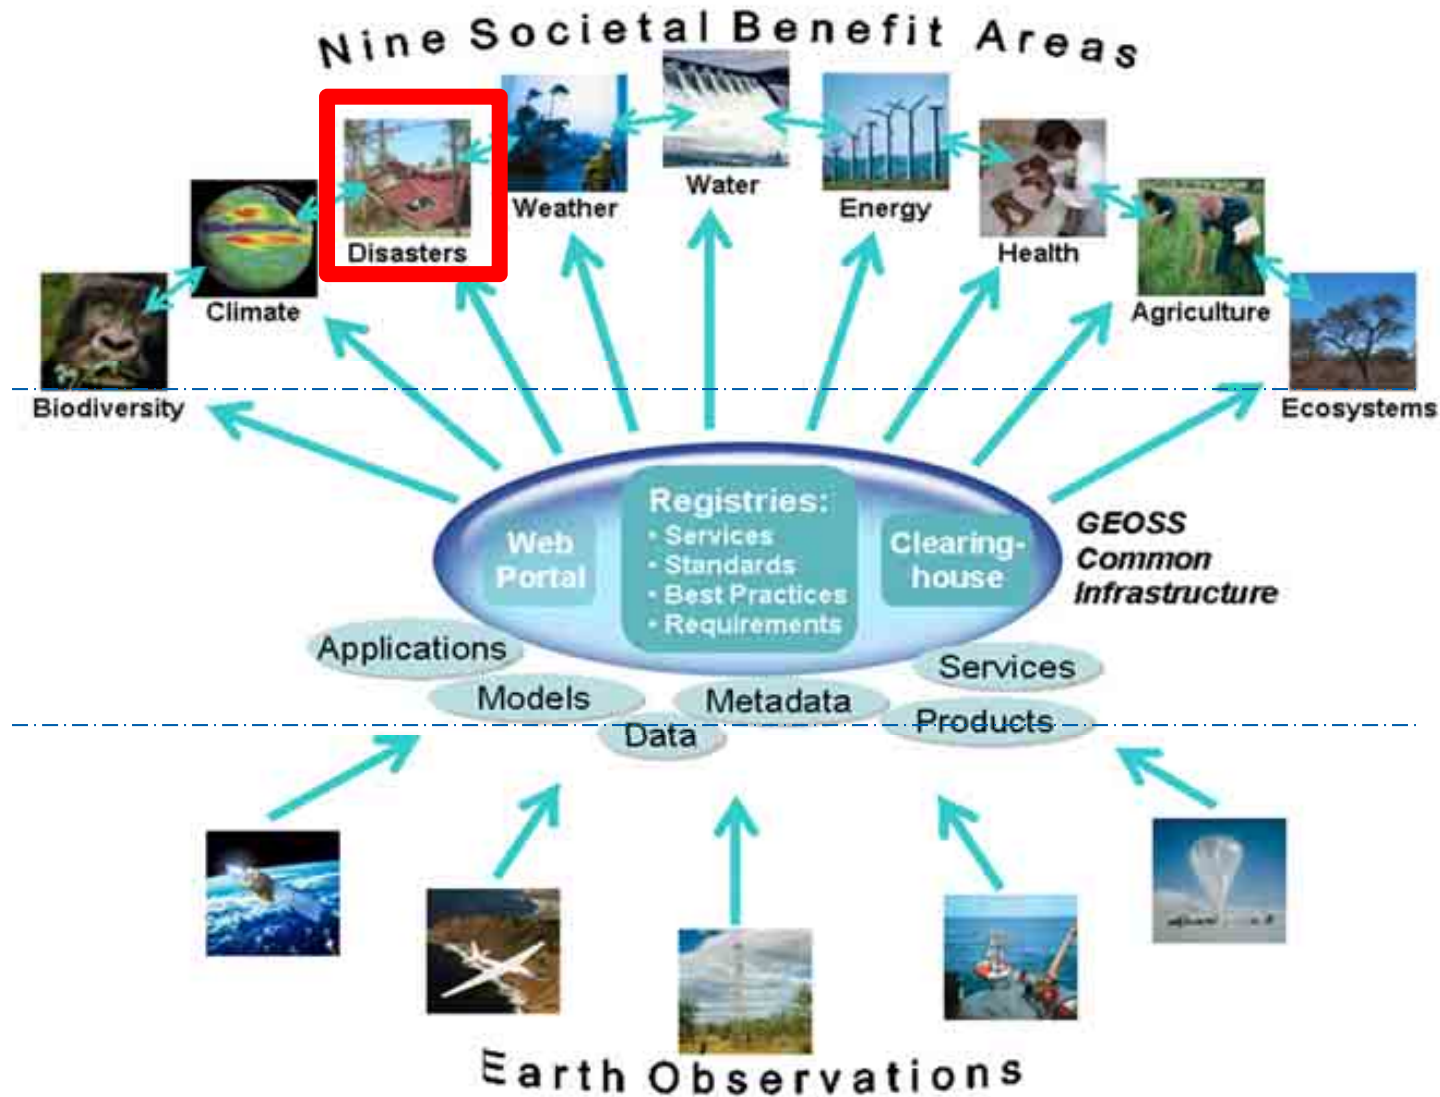 Nine Societal Benefit Areas
Water
Weather
Energy
Disasters
Health
Climate
Agriculture
Biodiversity
Ecosystems
Registries:
• Services
• Standards
• Best Practices
• Requirements
Web
Portal
Clearing-
house
GEOSS
Common
Infrastructure
Applications
Services
Models
Metadata
Products
Data
Earth Observations